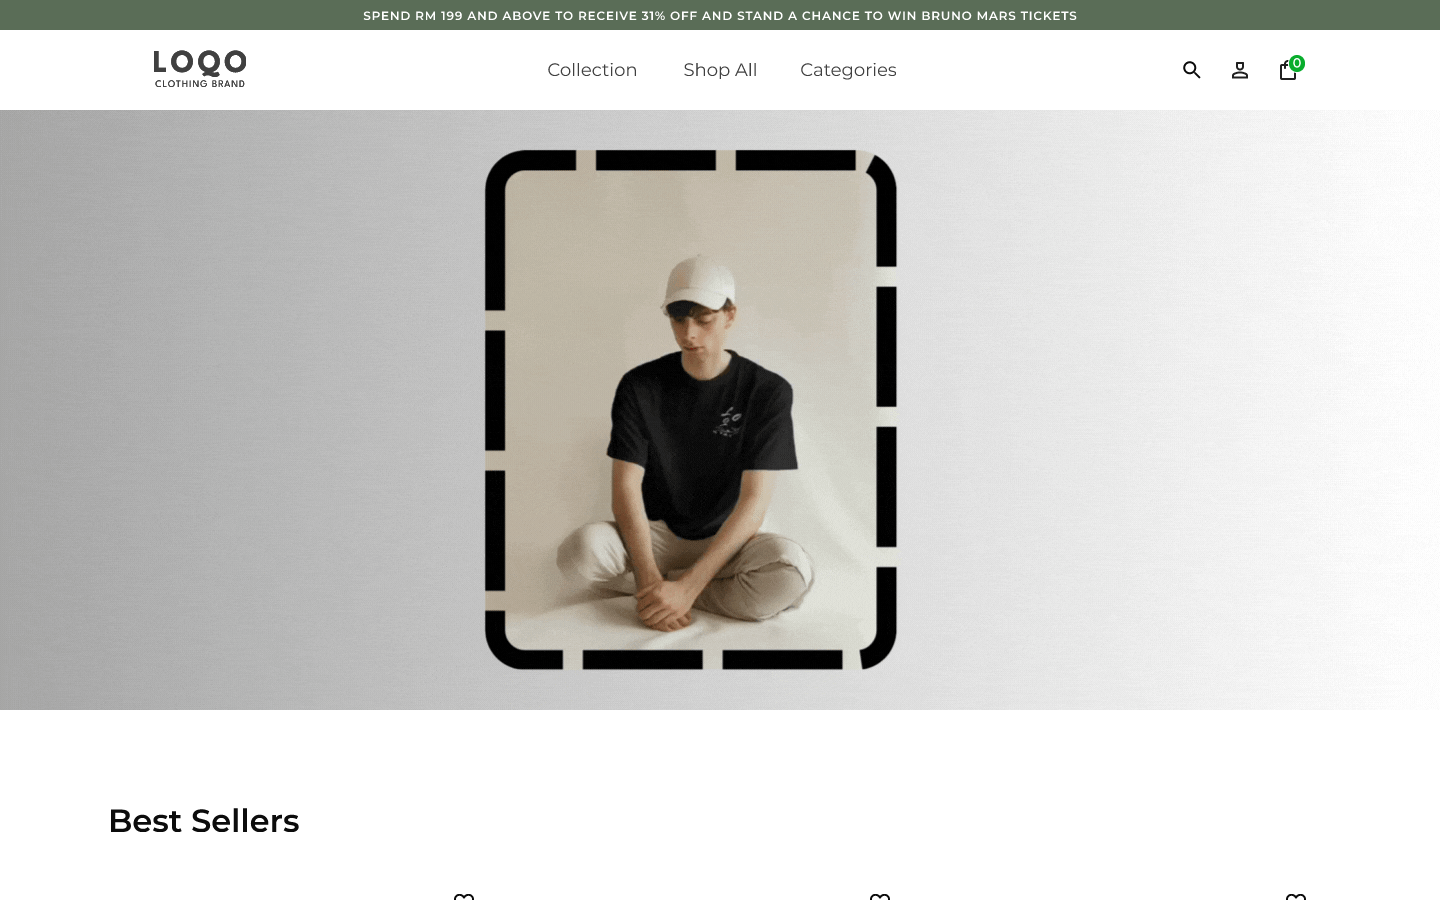 SPEND RM 199 AND ABOVE TO RECEIVE 31% OFF AND STAND A CHANCE TO WIN BRUNO MARS TICKETS
LOQO
CLOTHING BRAND
Collection
Shop All
Categories
0
Best Sellers